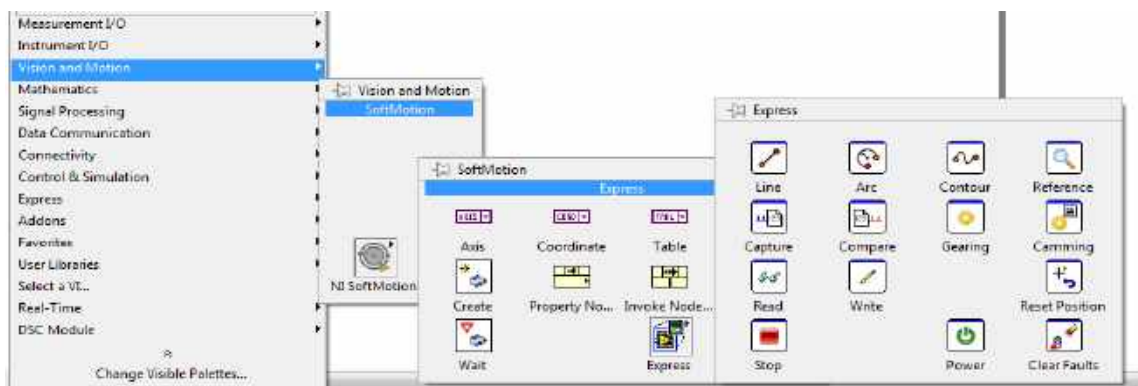 Measurement I/O
Instrument I/O
Vision and Motion
Mathematics
Signal Processing
Data Communication
Connectivity
Control & Simulation
Express
Addons
Favorites
User Libraries
Select a VI...
Real-Time
DSC Module
Change Visible Palettes...
Vision and Motion
SoftMotion
NI SoftMotion
SoftMotion
Express
Axis Coordinate Table
Create Property No... Invoke Node...
Wait Express
Express
Line Arc Contour Reference
Capture Compare Gearing Camming
Read Write Reset Position
Stop Power Clear Faults